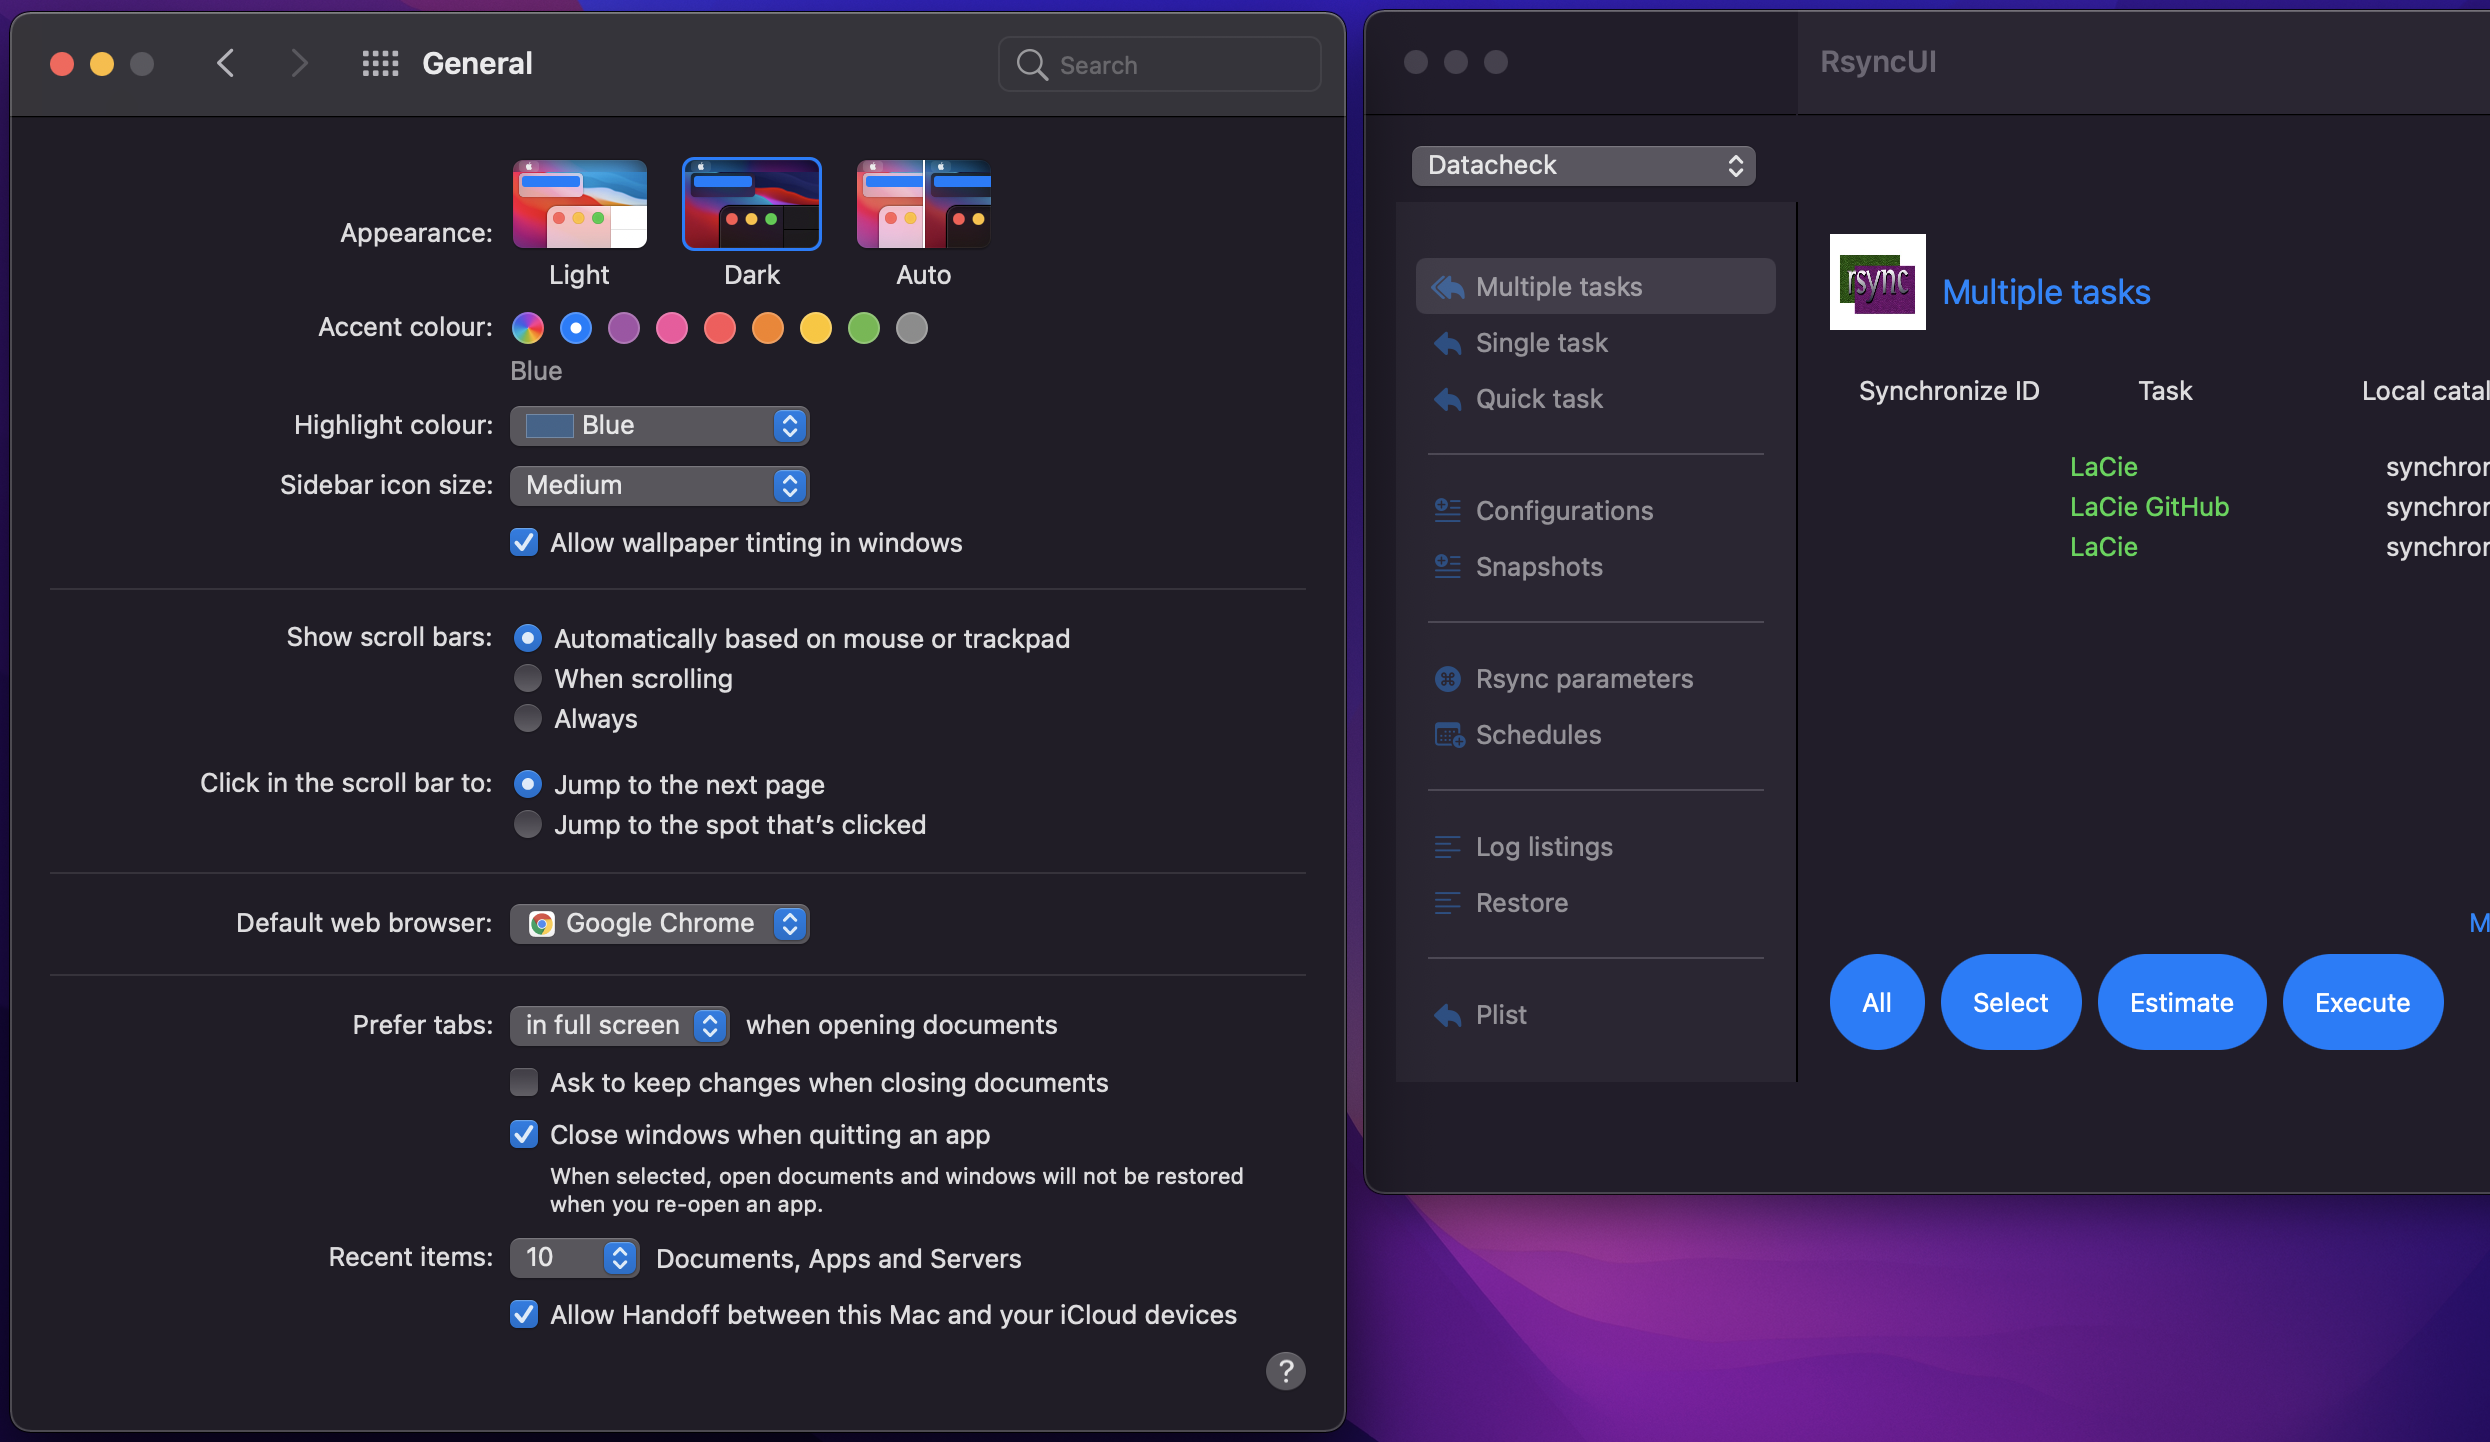 General
Search
Appearance:
Light
Dark
Auto
Accent colour:
Blue
Highlight colour:
Blue
Sidebar icon size:
Medium
Allow wallpaper tinting in windows
Show scroll bars:
Automatically based on mouse or trackpad
When scrolling
Always
Click in the scroll bar to:
Jump to the next page
Jump to the spot that’s clicked
Default web browser:
Google Chrome
Prefer tabs:
in full screen
when opening documents
Ask to keep changes when closing documents
Close windows when quitting an app
When selected, open documents and windows will not be restored
when you re-open an app.
Recent items:
10
Documents, Apps and Servers
Allow Handoff between this Mac and your iCloud devices
?
RsyncUI
Datacheck
Multiple tasks
Single task
Quick task
Configurations
Snapshots
Rsync parameters
Schedules
Log listings
Restore
Plist
rsync
Multiple tasks
Synchronize ID
Task
Local catal
LaCie
synchron
LaCie GitHub
synchron
LaCie
synchron
M
All
Select
Estimate
Execute